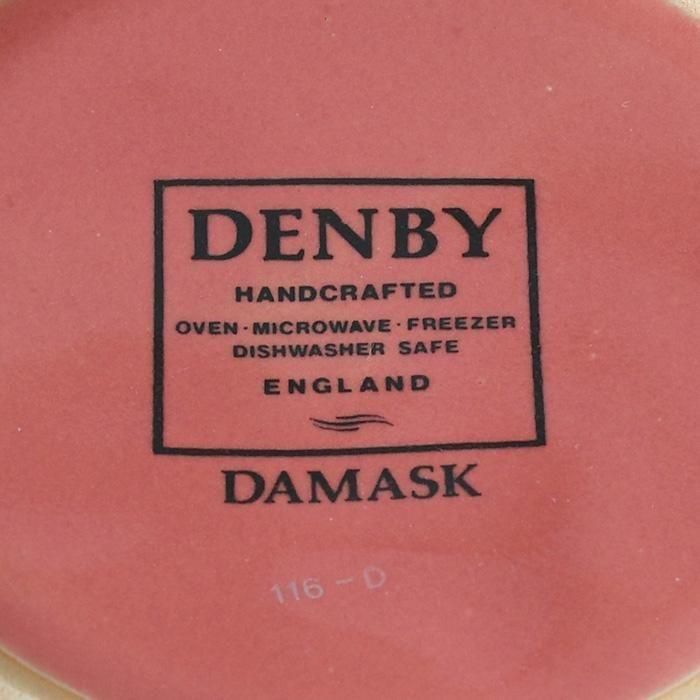 DENBY
HANDCRAFTED
OVEN·MICROWAVE·FREEZER
DISHWASHER SAFE
ENGLAND
DAMASK
116 - D